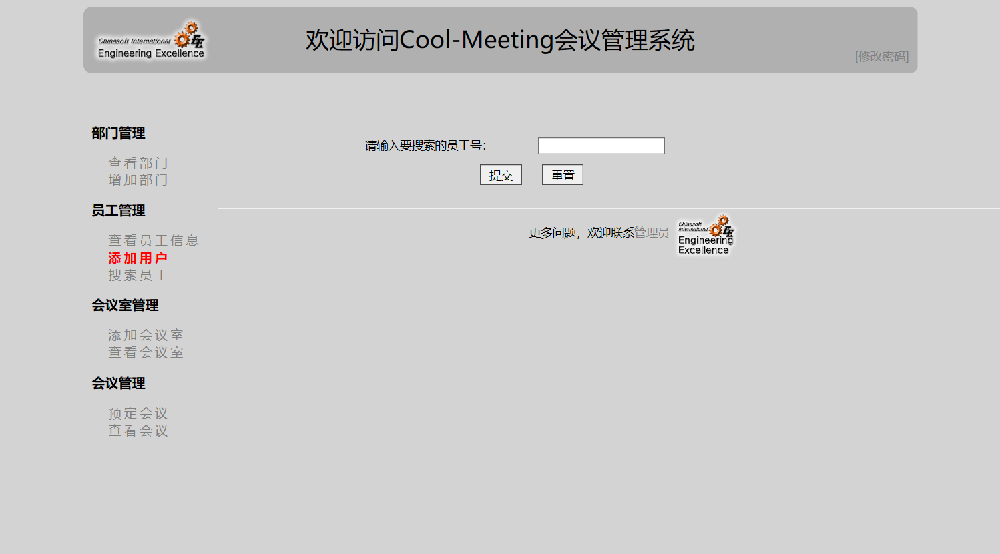 Chinasoft International
Engineering Excellence
欢迎访问Cool-Meeting会议管理系统
[修改密码]
部门管理
查看部门
增加部门
员工管理
查看员工信息
添加用户
搜索员工
会议室管理
添加会议室
查看会议室
会议管理
预定会议
查看会议
请输入要搜索的员工号：
提交 重置
更多问题，欢迎联系管理员
Chinasoft
International
Engineering
Excellence